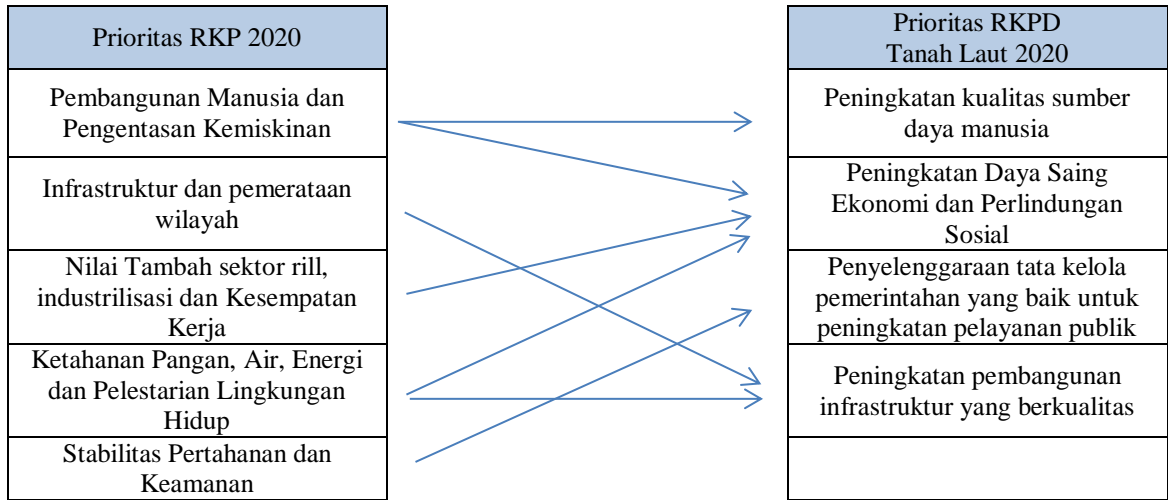 Prioritas RKP 2020
Pembangunan Manusia dan
Pengentasan Kemiskinan
Infrastruktur dan pemerataan
wilayah
Nilai Tambah sektor rill,
industrilisasi dan Kesempatan
Kerja
Ketahanan Pangan, Air, Energi
dan Pelestarian Lingkungan
Hidup
Stabilitas Pertahanan dan
Keamanan
Prioritas RKPD
Tanah Laut 2020
Peningkatan kualitas sumber
daya manusia
Peningkatan Daya Saing
Ekonomi dan Perlindungan
Sosial
Penyelenggaraan tata kelola
pemerintahan yang baik untuk
peningkatan pelayanan publik
Peningkatan pembangunan
infrastruktur yang berkualitas